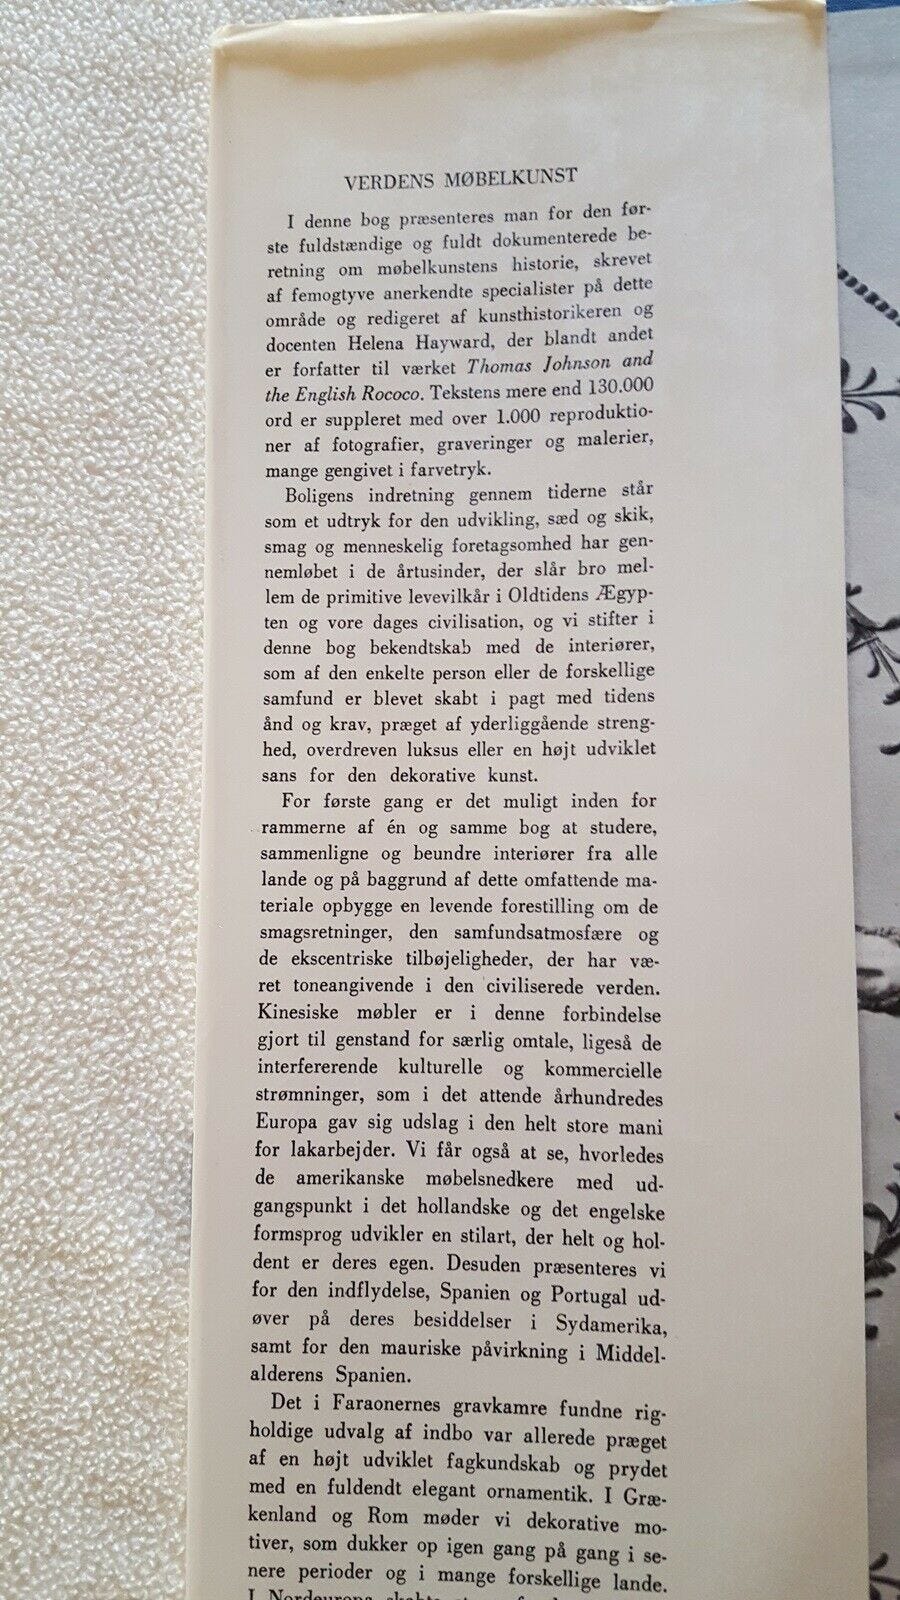 VERDENS MØBELKUNST
I denne bog præsenteres man for den før-
ste fuldstændige og fuldt dokumenterede be-
retning om møbelkunstens historie, skrevet
af femogtyve anerkendte specialister på dette
område og redigeret af kunsthistorikeren og
docenten Helena Hayward, der blandt andet
er forfatter til værket Thomas Johnson and
the English Rococo. Tekstens mere end 130.000
ord er suppleret med over 1.000 reproduktio-
ner af fotografier, graveringer og malerier,
mange gengivet i farvetryk.
Boligens indretning gennem tiderne står
som et udtryk for den udvikling, sæd og skik,
smag og menneskelig foretagsomhed har gen-
nemløbet i de årtusinder, der slår bro mel-
lem de primitive levevilkår i Oldtidens Ægyp-
ten og vore dages civilisation, og vi stifter i
denne bog bekendtskab med de interiører,
som af den enkelte person eller de forskellige
samfund er blevet skabt i pagt med tidens
ånd og krav, præget af yderliggående streng-
hed, overdreven luksus eller en højt udviklet
sans for den dekorative kunst.
For første gang er det muligt inden for
rammerne af én og samme bog at studere,
sammenligne og beundre interiører fra alle
lande og på baggrund af dette omfattende ma-
teriale opbygge en levende forestilling om de
smagsretninger, den samfundsatmosfære og
de ekscentriske tilbøjeligheder, der har væ-
ret toneangivende i den civiliserede verden.
Kinesiske møbler er i denne forbindelse
gjort til genstand for særlig omtale, ligeså de
interfererende kulturelle og kommercielle
strømninger, som i det attende århundredes
Europa gav sig udslag i den helt store mani
for lakarbejder. Vi får også at se, hvorledes
de amerikanske møbelsnedkere med ud-
gangspunkt i det hollandske og det engelske
formsprog udvikler en stilart, der helt og hol-
dent er deres egen. Desuden præsenteres vi
for den indflydelse, Spanien og Portugal ud-
øver på deres besiddelser i Sydamerika,
samt for den mauriske påvirkning i Middel-
alderens Spanien.
Det i Faraonernes gravkamre fundne rig-
holdige udvalg af indbo var allerede præget
af en højt udviklet fagkundskab og prydet
med en fuldendt elegant ornamentik. I Græ-
kenland og Rom møder vi dekorative mo-
tiver, som dukker op igen gang på gang i se-
nere perioder og i mange forskellige lande.
I Nordeuropa